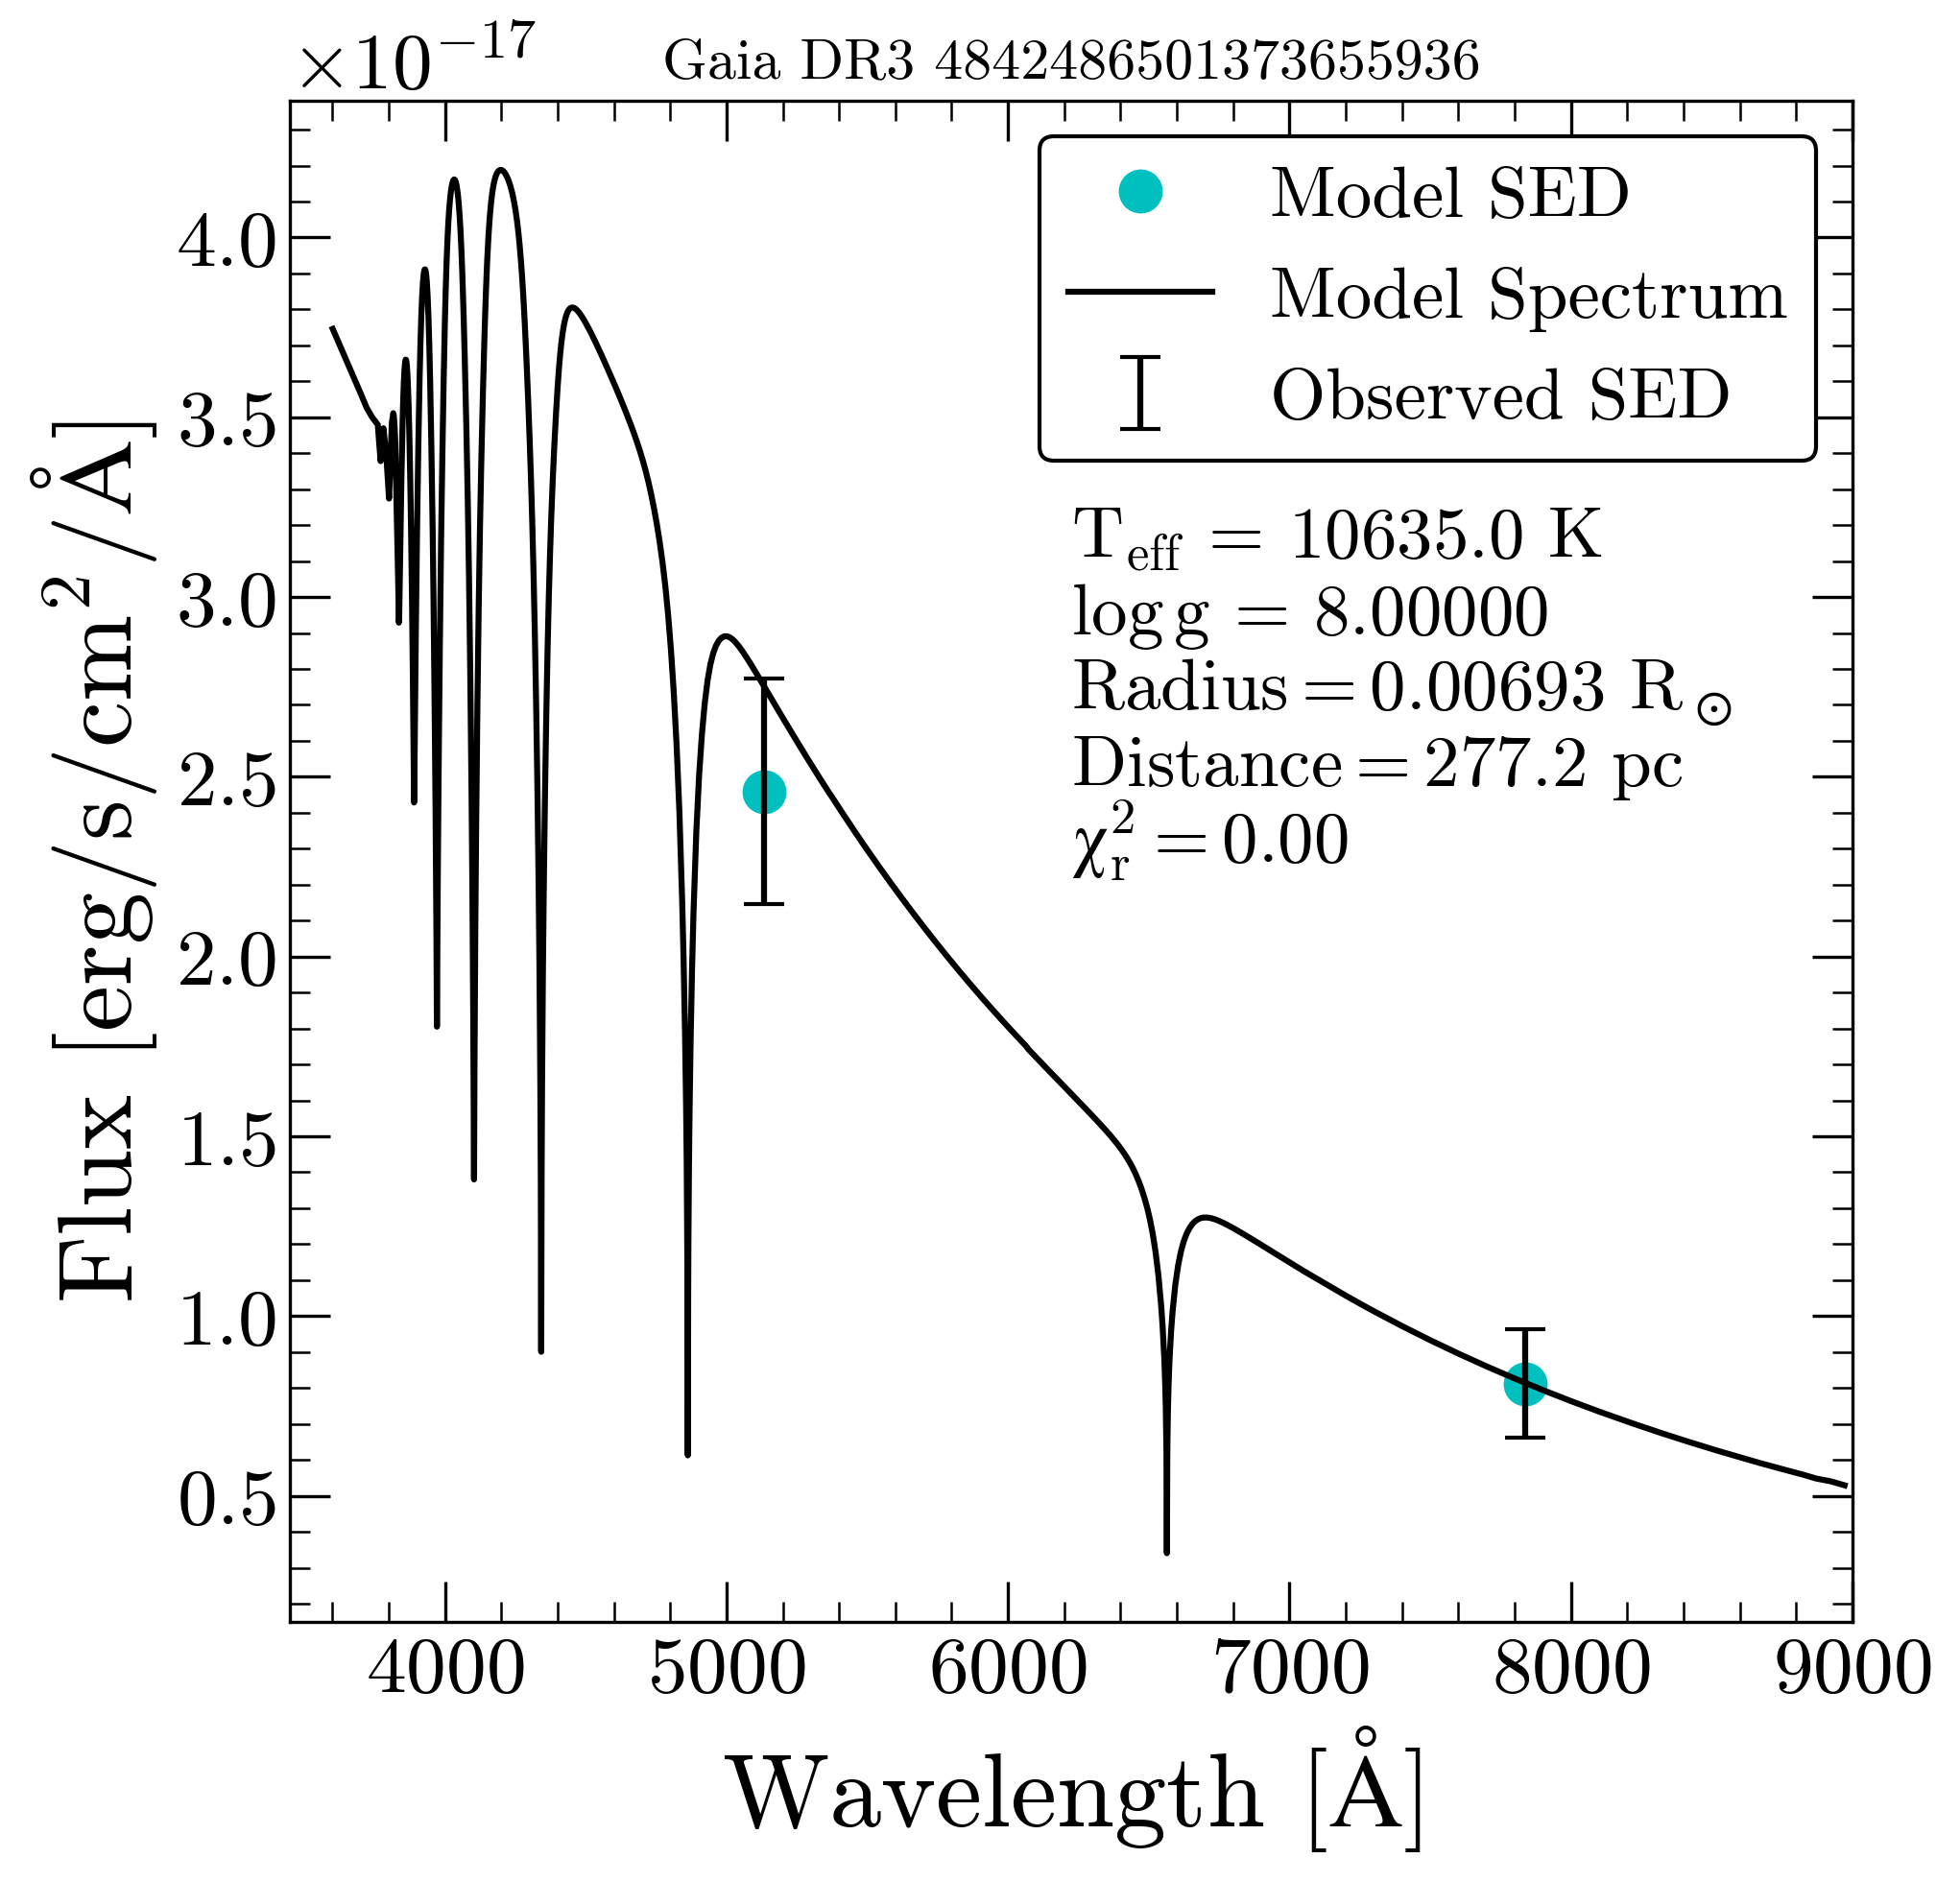 ×10⁻¹⁷
Gaia DR3 4842486501373655936
Model SED
Model Spectrum
Observed SED
T_eff = 10635.0 K
log g = 8.00000
Radius = 0.00693 R_⊙
Distance = 277.2 pc
χ²_r = 0.00
Flux [erg/s/cm²/Å]
4.0
3.5
3.0
2.5
2.0
1.5
1.0
0.5
4000 5000 6000 7000 8000 9000
Wavelength [Å]